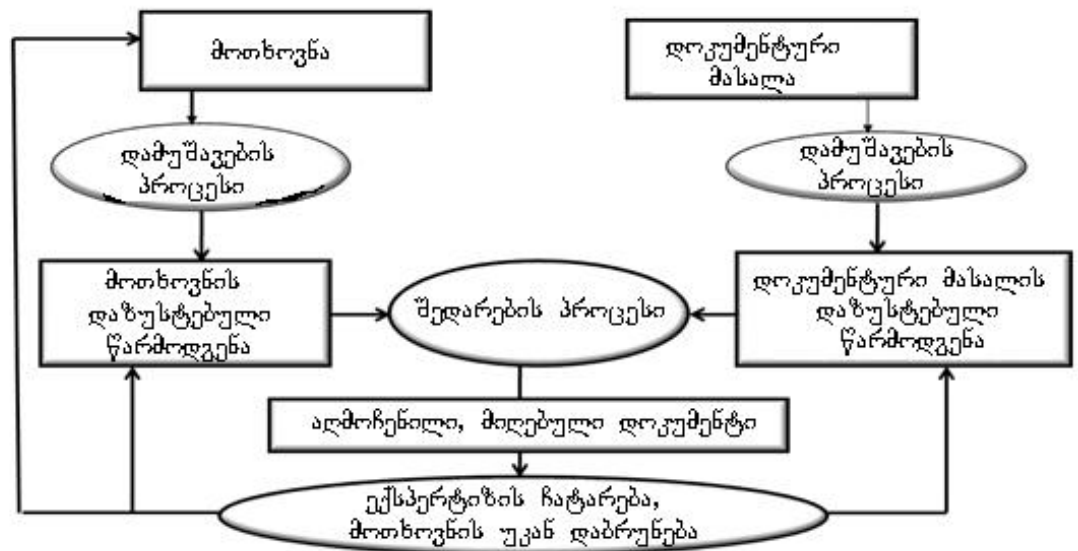 მოთხოვნა
დოკუმენტური
მასალა
დამუშავების
პროცესი
დამუშავების
პროცესი
მოთხოვნის
დაზუსტებული
წარმოდგენა
შედარების პროცესი
დოკუმენტური მასალის
დაზუსტებული
წარმოდგენა
აღმოჩენილი, მიღებული დოკუმენტი
ექსპერტიზის ჩატარება,
მოთხოვნის უკან დაბრუნება